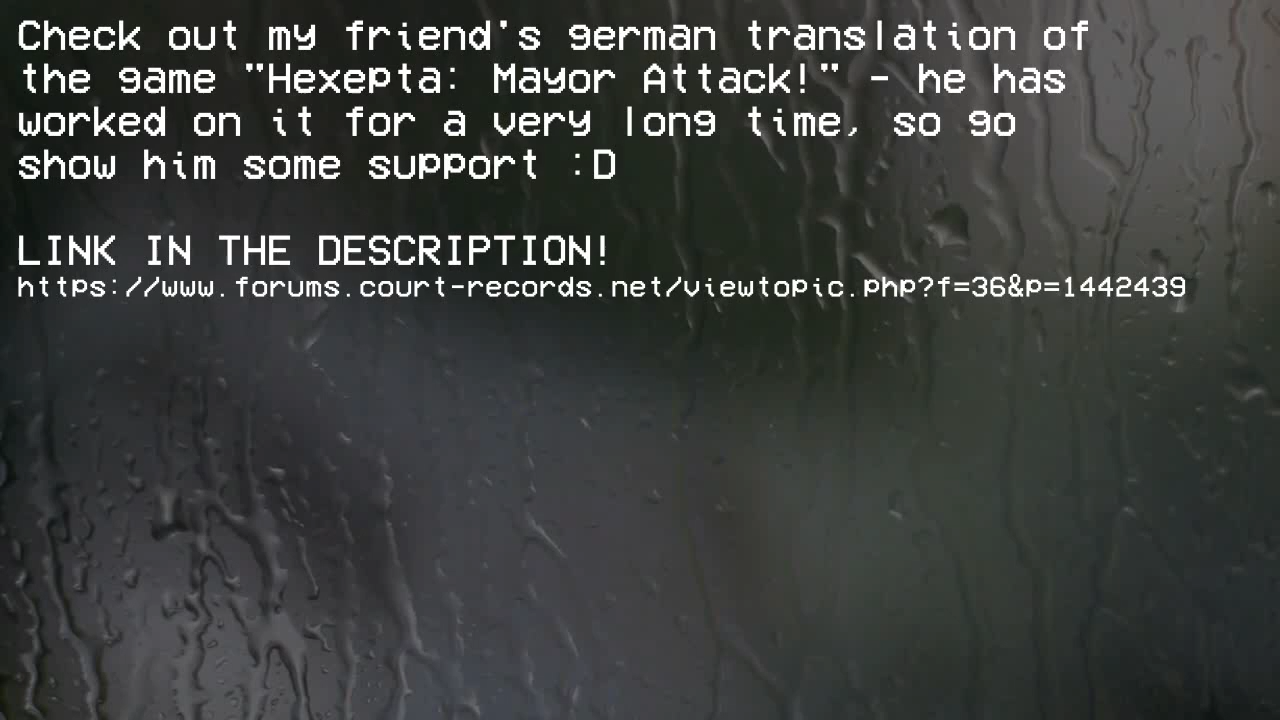 Check out my friend's german translation of
the game "Hexepta: Mayor Attack!" - he has
worked on it for a very long time, so go
show him some support :D
LINK IN THE DESCRIPTION!
https://www.forums.court-records.net/viewtopic.php?f=36&p=1442439